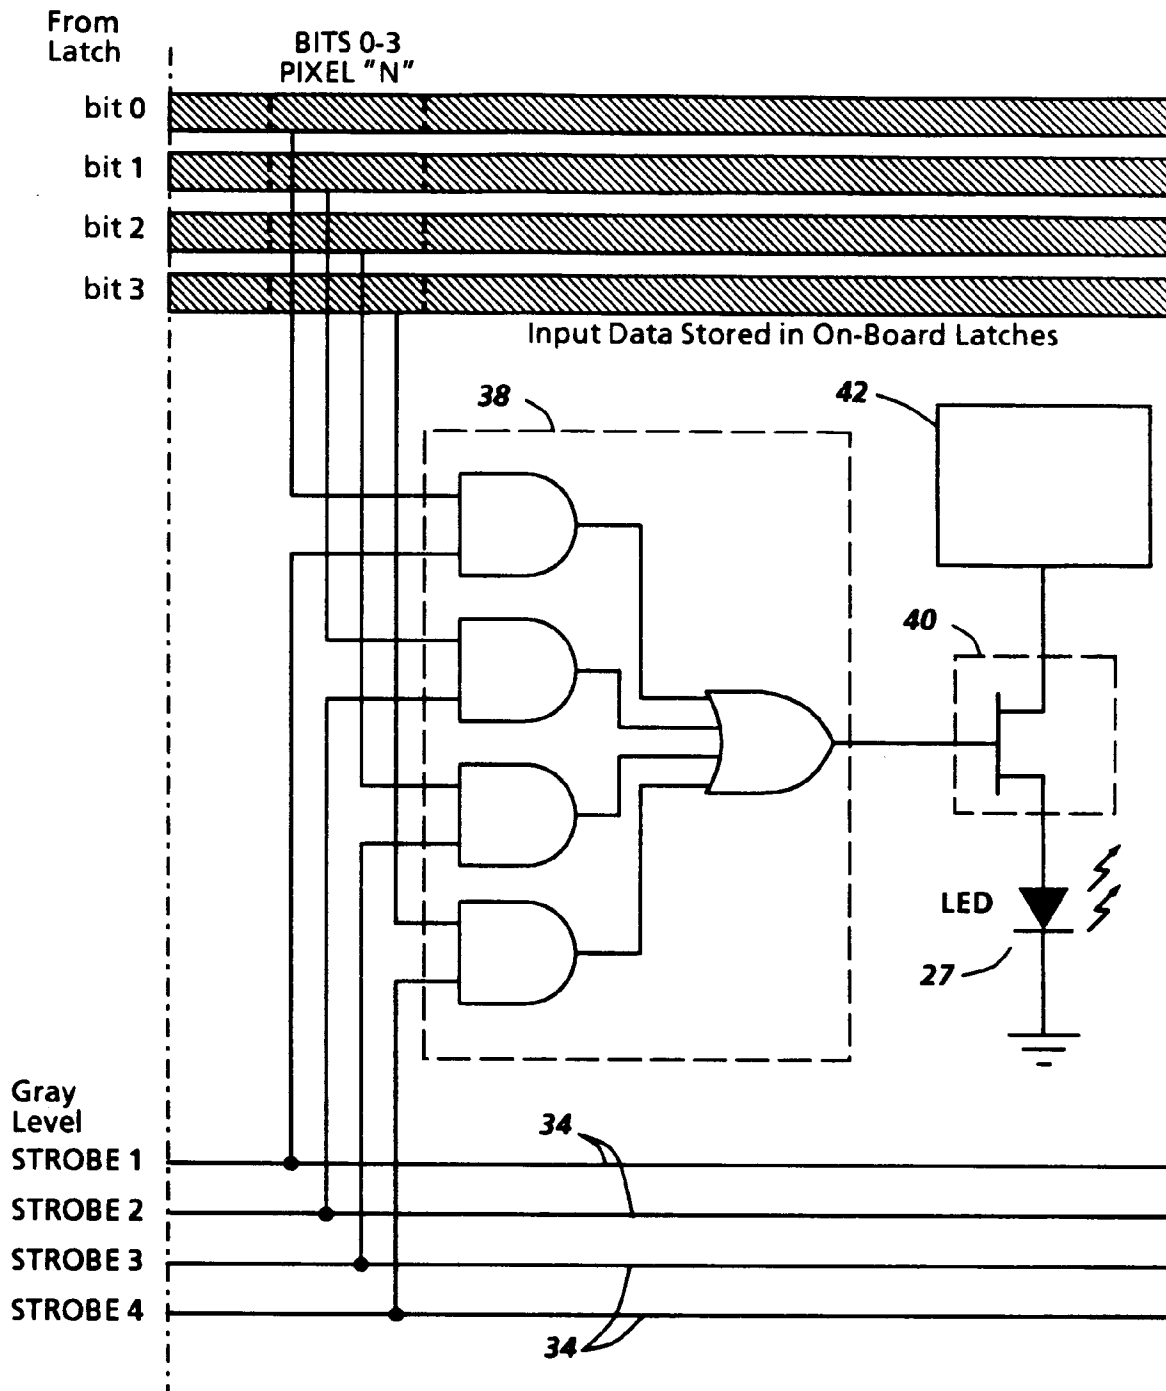 From
Latch
BITS 0-3
PIXEL "N"
bit 0
bit 1
bit 2
bit 3
Input Data Stored in On-Board Latches
38
42
40
LED
27
Gray
Level
STROBE 1
34
STROBE 2
STROBE 3
STROBE 4
34